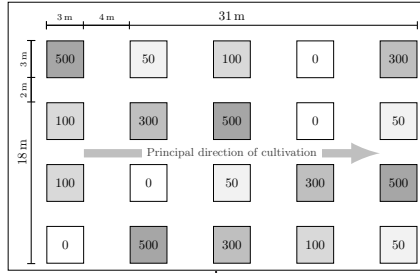 3 m 4 m 31 m
3 m 500 50 100 0 300
2 m
100 300 500 0 50
18 m Principal direction of cultivation
100 0 50 300 500
0 500 300 100 50